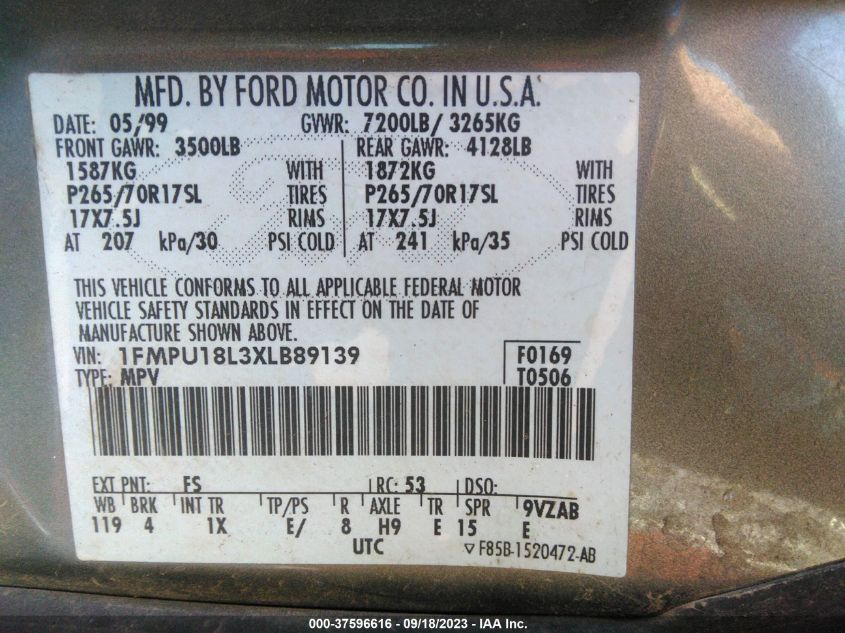 MFD. BY FORD MOTOR CO. IN U.S.A.
DATE: 05/99 GVWR: 7200LB/ 3265KG
FRONT GAWR: 3500LB REAR GAWR: 4128LB
1587KG WITH 1872KG WITH
P265/70R17SL TIRES P265/70R17SL TIRES
17X7.5J RIMS 17X7.5J RIMS
AT 207 kPa/30 PSI COLD AT 241 kPa/35 PSI COLD
THIS VEHICLE CONFORMS TO ALL APPLICABLE FEDERAL MOTOR
VEHICLE SAFETY STANDARDS IN EFFECT ON THE DATE OF
MANUFACTURE SHOWN ABOVE.
VIN: 1FMPU18L3XLB89139 F0169
TYPE: MPV T0506
EXT PNT: FS RC: 53 DSO:
WB BRK INT TR TP/PS R AXLE TR SPR 9VZAB
119 4 1X E/ 8 H9 E 15 E
UTC ▽ F85B-1520472-AB
000-37596616 - 09/18/2023 - IAA Inc.